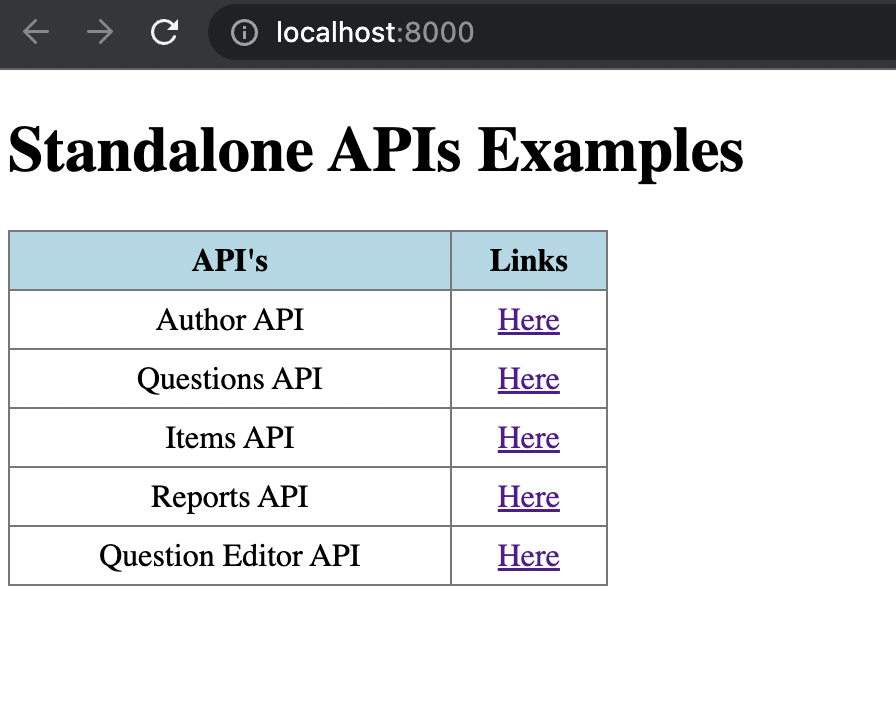 localhost:8000
Standalone APIs Examples
API's Links
Author API Here
Questions API Here
Items API Here
Reports API Here
Question Editor API Here